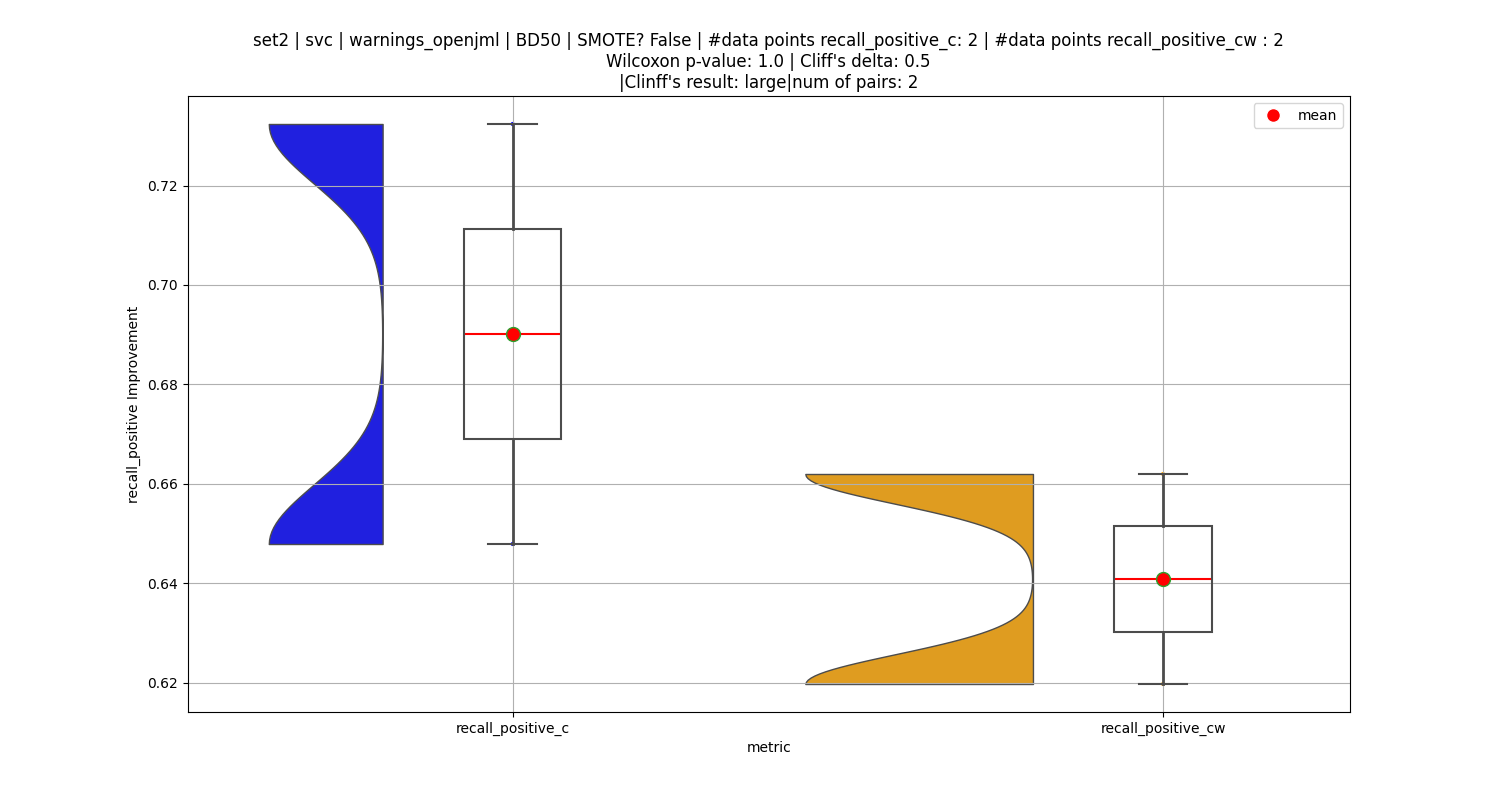 set2 | svc | warnings_openjml | BD50 | SMOTE? False | #data points recall_positive_c: 2 | #data points recall_positive_cw : 2
Wilcoxon p-value: 1.0 | Cliff's delta: 0.5
|Clinff's result: large|num of pairs: 2
mean
0.72
0.70
0.68
0.66
0.64
0.62
recall_positive Improvement
recall_positive_c
recall_positive_cw
metric